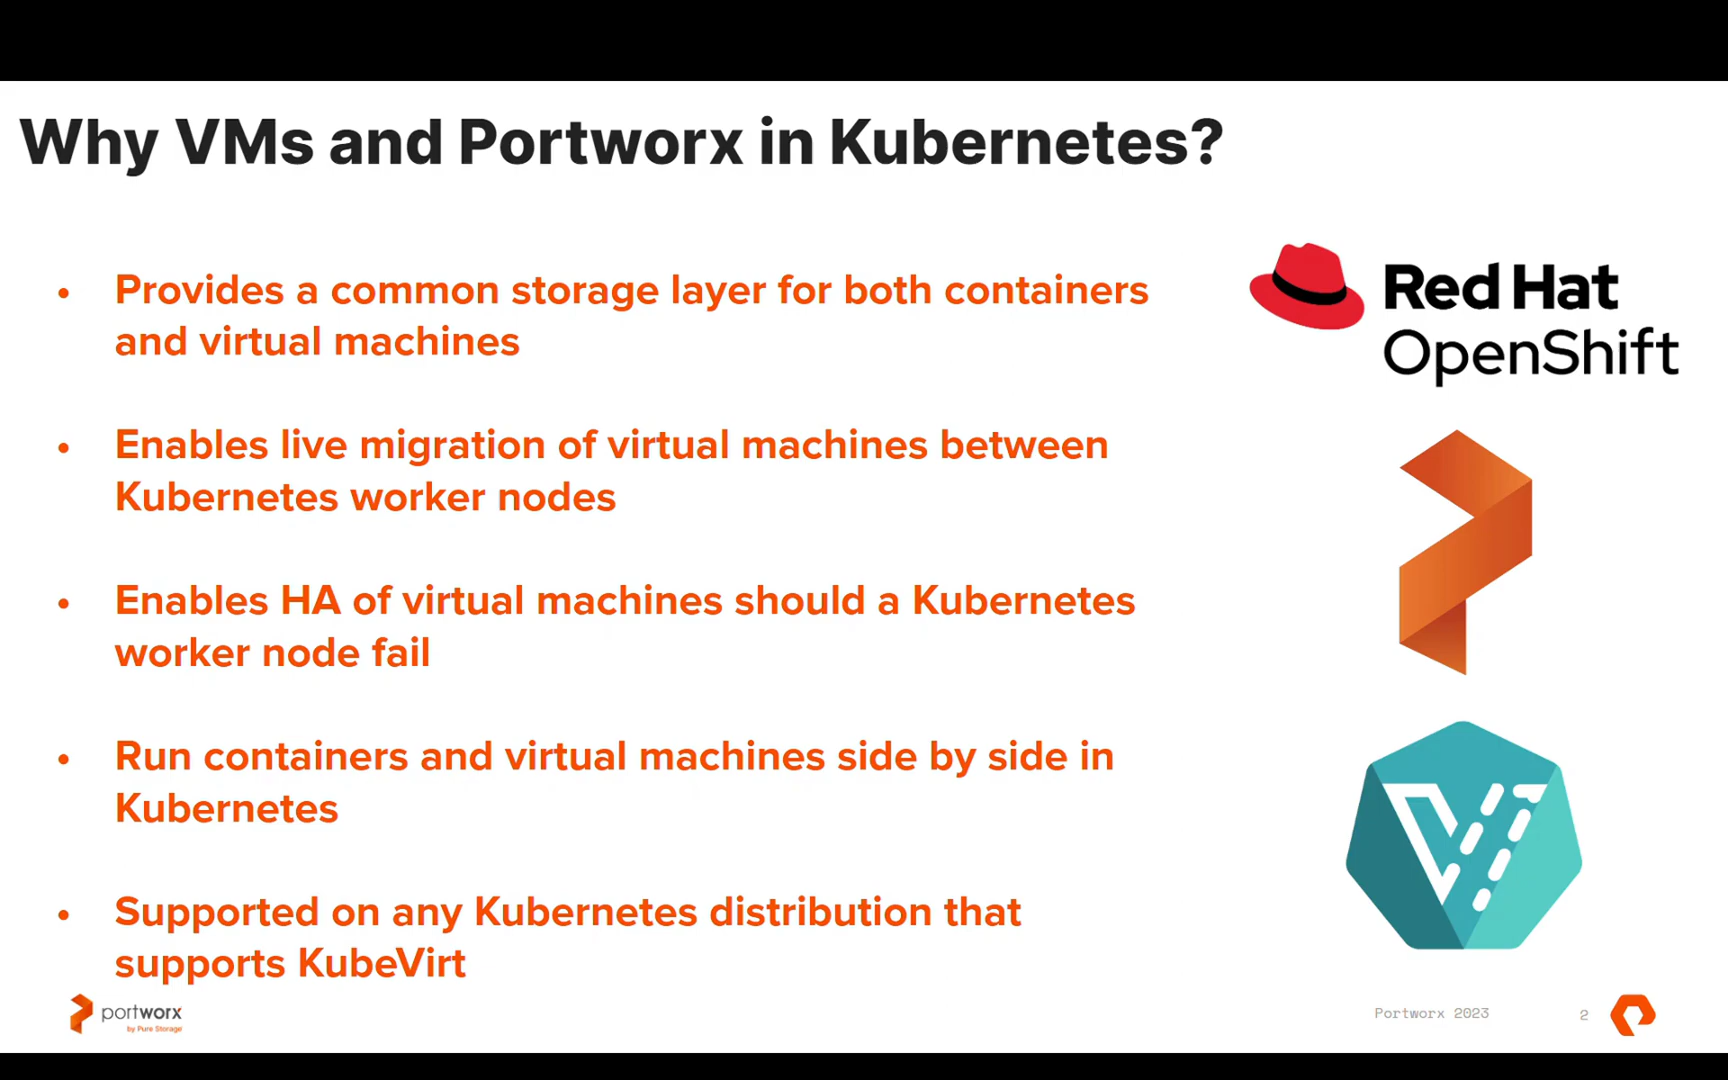 Why VMs and Portworx in Kubernetes?
• Provides a common storage layer for both containers
and virtual machines
• Enables live migration of virtual machines between
Kubernetes worker nodes
• Enables HA of virtual machines should a Kubernetes
worker node fail
• Run containers and virtual machines side by side in
Kubernetes
• Supported on any Kubernetes distribution that
supports KubeVirt
Red Hat
OpenShift
portworx
by Pure Storage
Portworx 2023
2